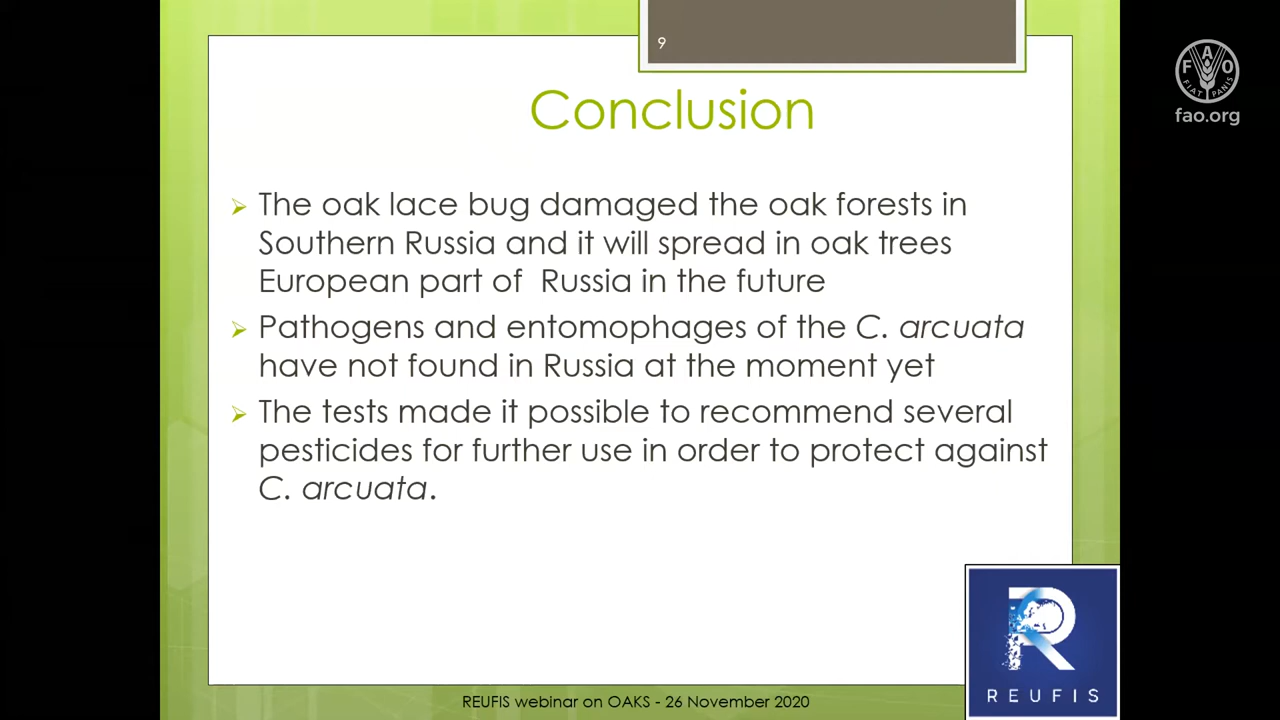 9
FAO
FIAT PANIS
fao.org
Conclusion
The oak lace bug damaged the oak forests in
Southern Russia and it will spread in oak trees
European part of  Russia in the future
Pathogens and entomophages of the C. arcuata
have not found in Russia at the moment yet
The tests made it possible to recommend several
pesticides for further use in order to protect against
C. arcuata.
R
REUFIS
REUFIS webinar on OAKS - 26 November 2020